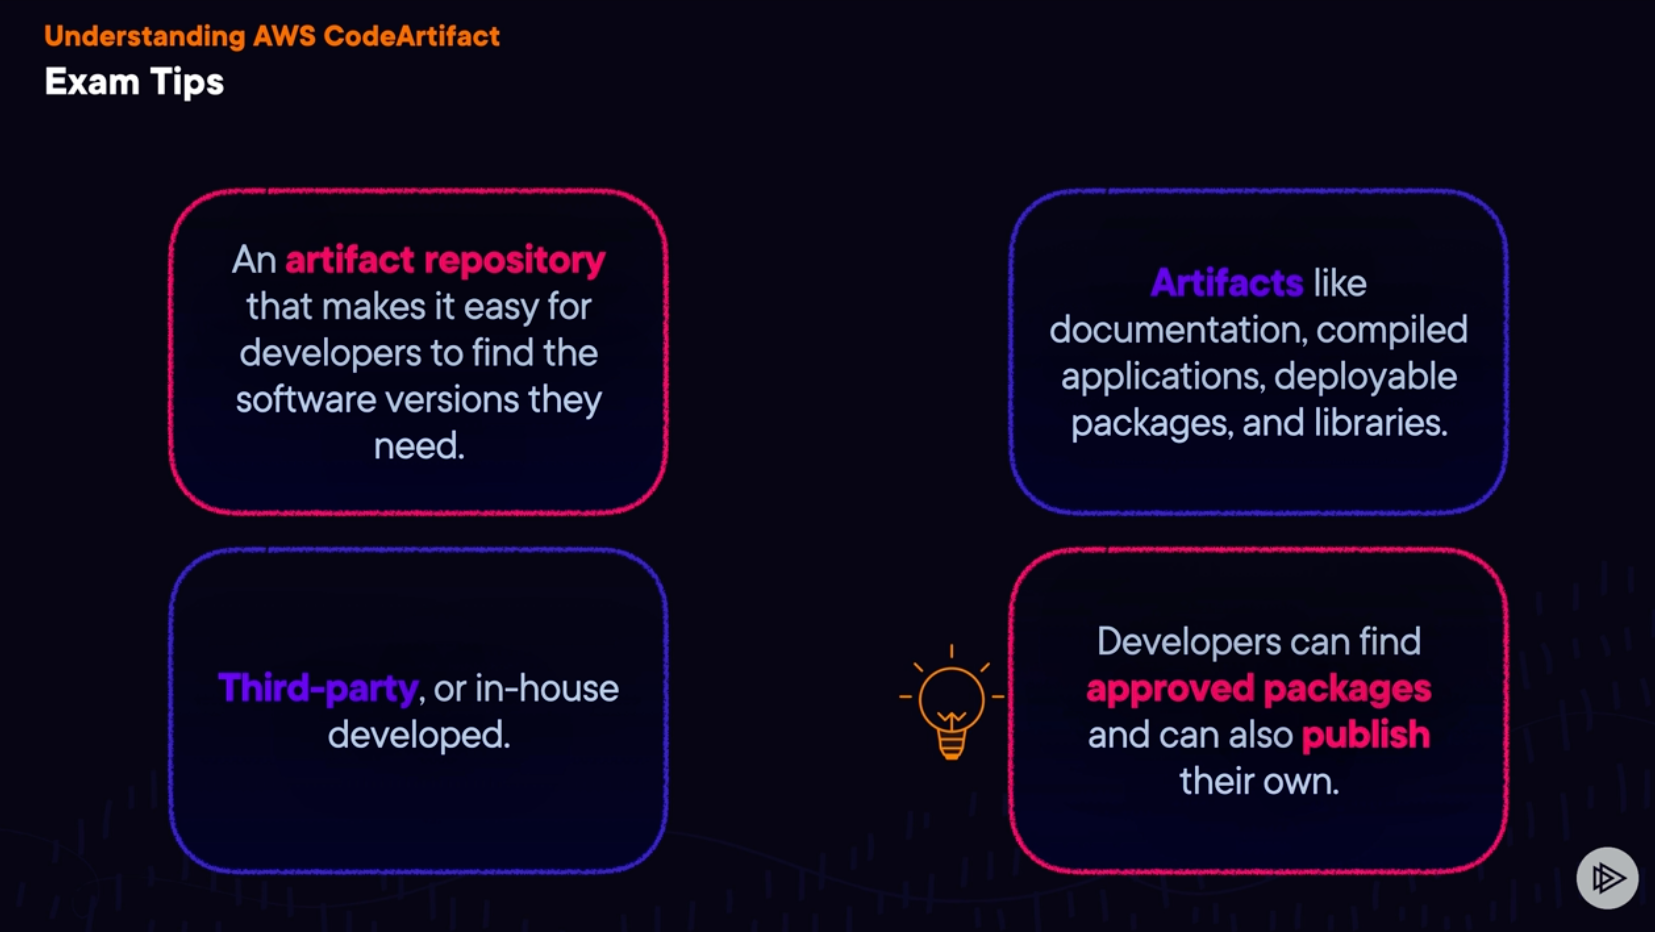 Understanding AWS CodeArtifact
Exam Tips
An artifact repository
that makes it easy for
developers to find the
software versions they
need.
Artifacts like
documentation, compiled
applications, deployable
packages, and libraries.
Third-party, or in-house
developed.
Developers can find
approved packages
and can also publish
their own.